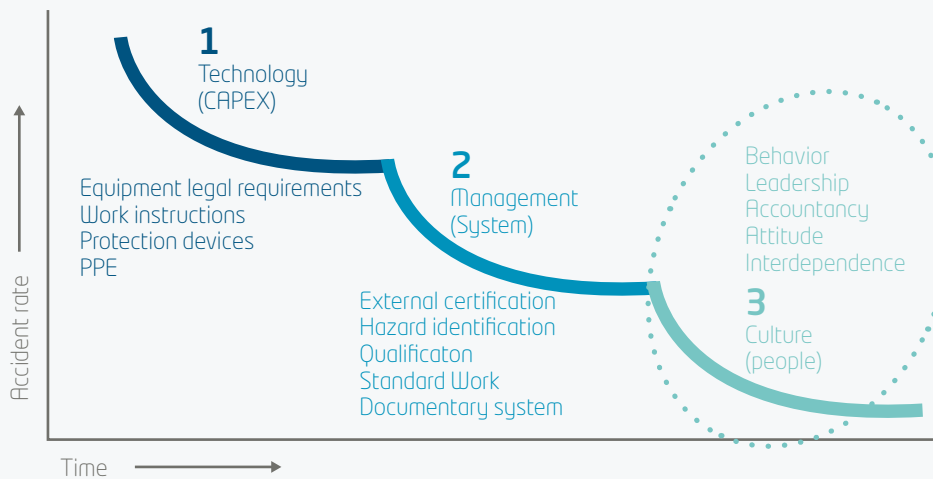 1
Technology
(CAPEX)
Equipment legal requirements
Work instructions
Protection devices
PPE
2
Management
(System)
External certification
Hazard identification
Qualificaton
Standard Work
Documentary system
Behavior
Leadership
Accountancy
Attitude
Interdependence
3
Culture
(people)
Accident rate
Time